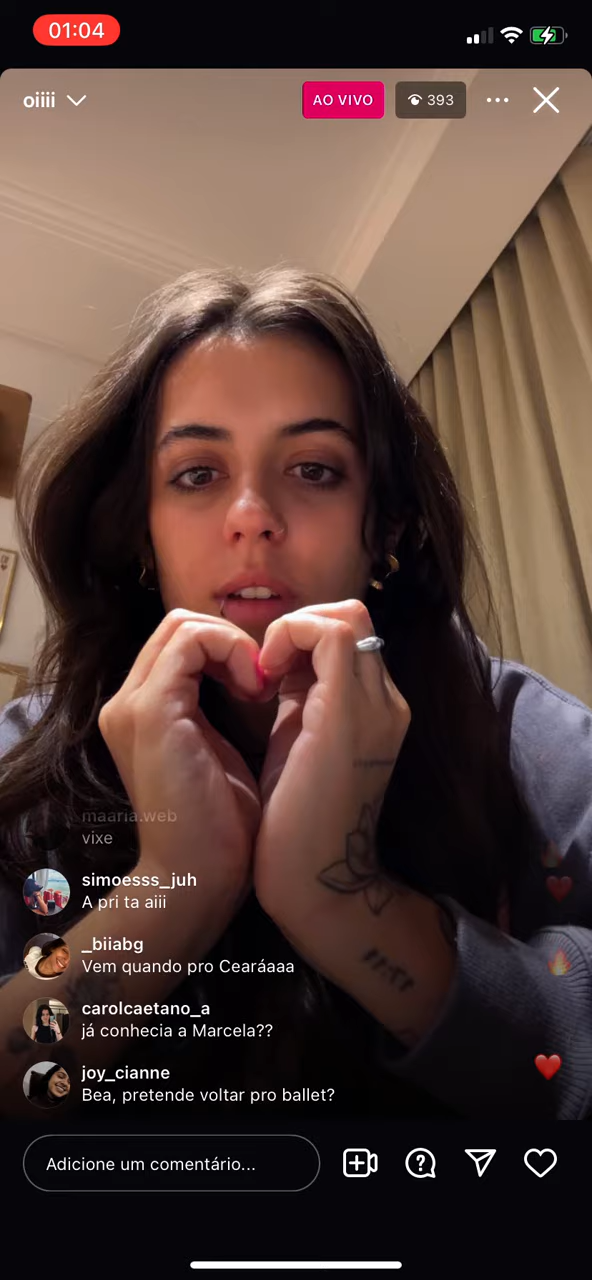 01:04
oiiii
AO VIVO
393
maaria.web
vixe
simoesss_juh
A pri ta aiii
_biiabg
Vem quando pro Cearáaaa
carolcaetano_a
já conhecia a Marcela??
joy_cianne
Bea, pretende voltar pro ballet?
Adicione um comentário...